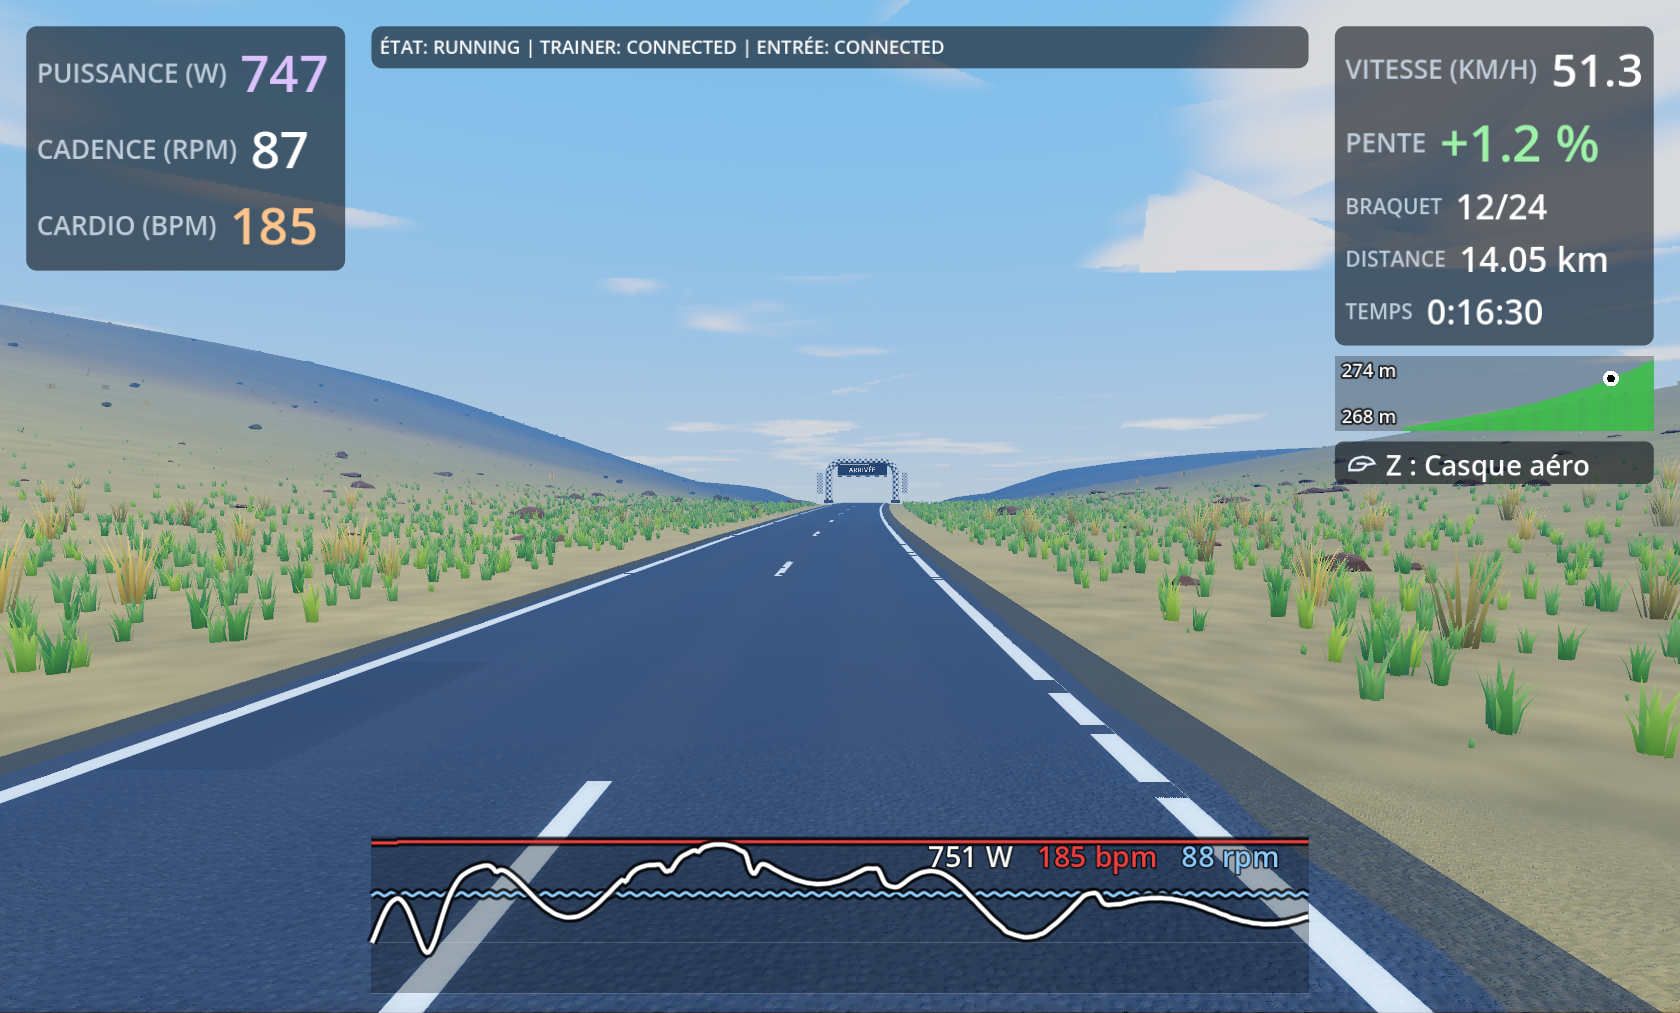 PUISSANCE (W) 747
CADENCE (RPM) 87
CARDIO (BPM) 185
ÉTAT: RUNNING | TRAINER: CONNECTED | ENTRÉE: CONNECTED
VITESSE (KM/H) 51.3
PENTE +1.2 %
BRAQUET 12/24
DISTANCE 14.05 km
TEMPS 0:16:30
274 m
268 m
Z : Casque aéro
ARRIVÉE
751 W 185 bpm 88 rpm